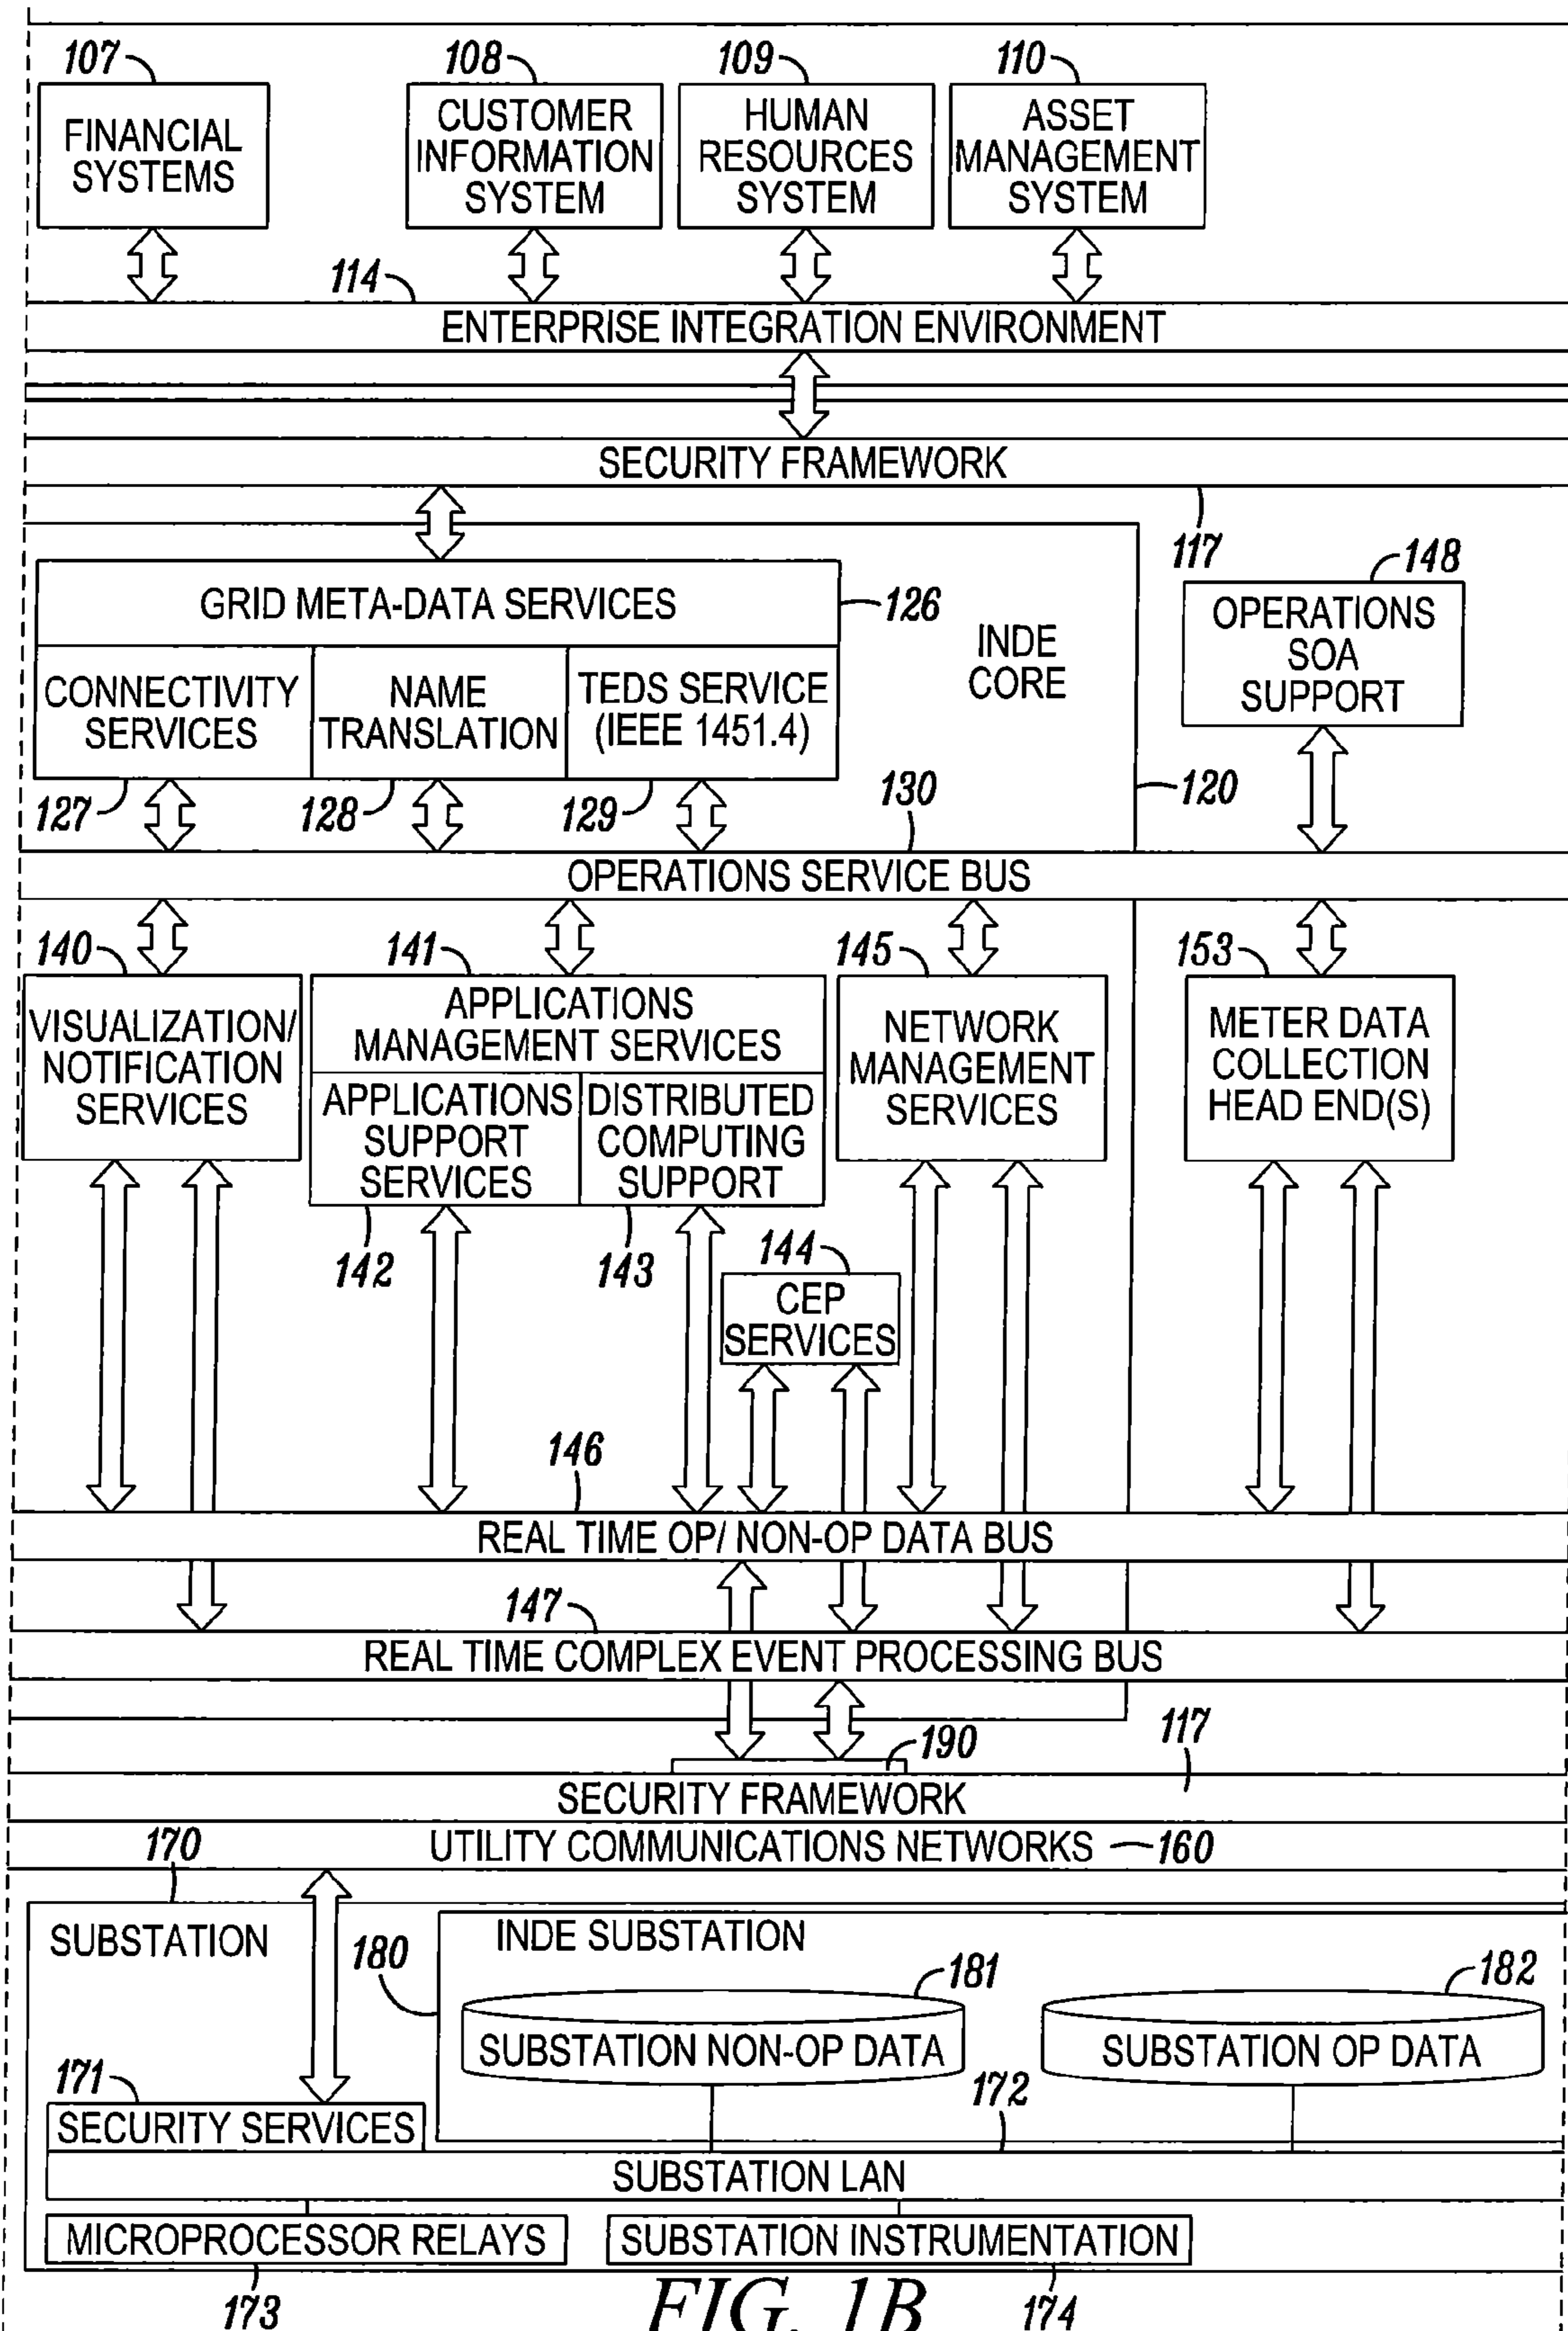 107
108
109
110
FINANCIAL
SYSTEMS
CUSTOMER
INFORMATION
SYSTEM
HUMAN
RESOURCES
SYSTEM
ASSET
MANAGEMENT
SYSTEM
114
ENTERPRISE INTEGRATION ENVIRONMENT
SECURITY FRAMEWORK
117
148
GRID META-DATA SERVICES
126
INDE
CORE
OPERATIONS
SOA
SUPPORT
CONNECTIVITY
SERVICES
NAME
TRANSLATION
TEDS SERVICE
(IEEE 1451.4)
127
128
129
130
120
OPERATIONS SERVICE BUS
140
141
145
153
VISUALIZATION/
NOTIFICATION
SERVICES
APPLICATIONS
MANAGEMENT SERVICES
APPLICATIONS
SUPPORT
SERVICES
DISTRIBUTED
COMPUTING
SUPPORT
NETWORK
MANAGEMENT
SERVICES
METER DATA
COLLECTION
HEAD END(S)
142
143
144
CEP
SERVICES
146
REAL TIME OP/ NON-OP DATA BUS
147
REAL TIME COMPLEX EVENT PROCESSING BUS
190
117
SECURITY FRAMEWORK
UTILITY COMMUNICATIONS NETWORKS 160
170
SUBSTATION
180
INDE SUBSTATION
181
182
SUBSTATION NON-OP DATA
SUBSTATION OP DATA
171
172
SECURITY SERVICES
SUBSTATION LAN
MICROPROCESSOR RELAYS
SUBSTATION INSTRUMENTATION
173
174
FIG. 1B